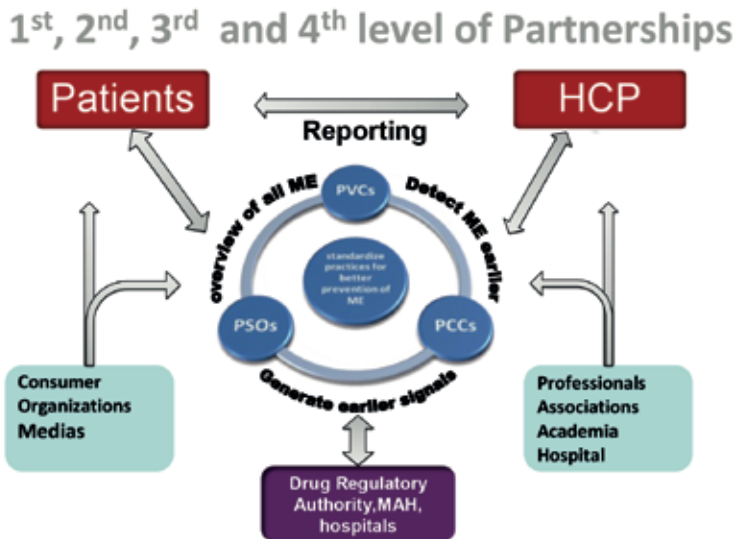 1st, 2nd, 3rd and 4th level of Partnerships
Patients
HCP
Reporting
overview of all ME
PVCs
Detect ME earlier
standardize
practices for
better
prevention of
ME
PSOs
PCCs
Generate earlier signals
Consumer
Organizations
Medias
Professionals
Associations
Academia
Hospital
Drug Regulatory
Authority,MAH,
hospitals